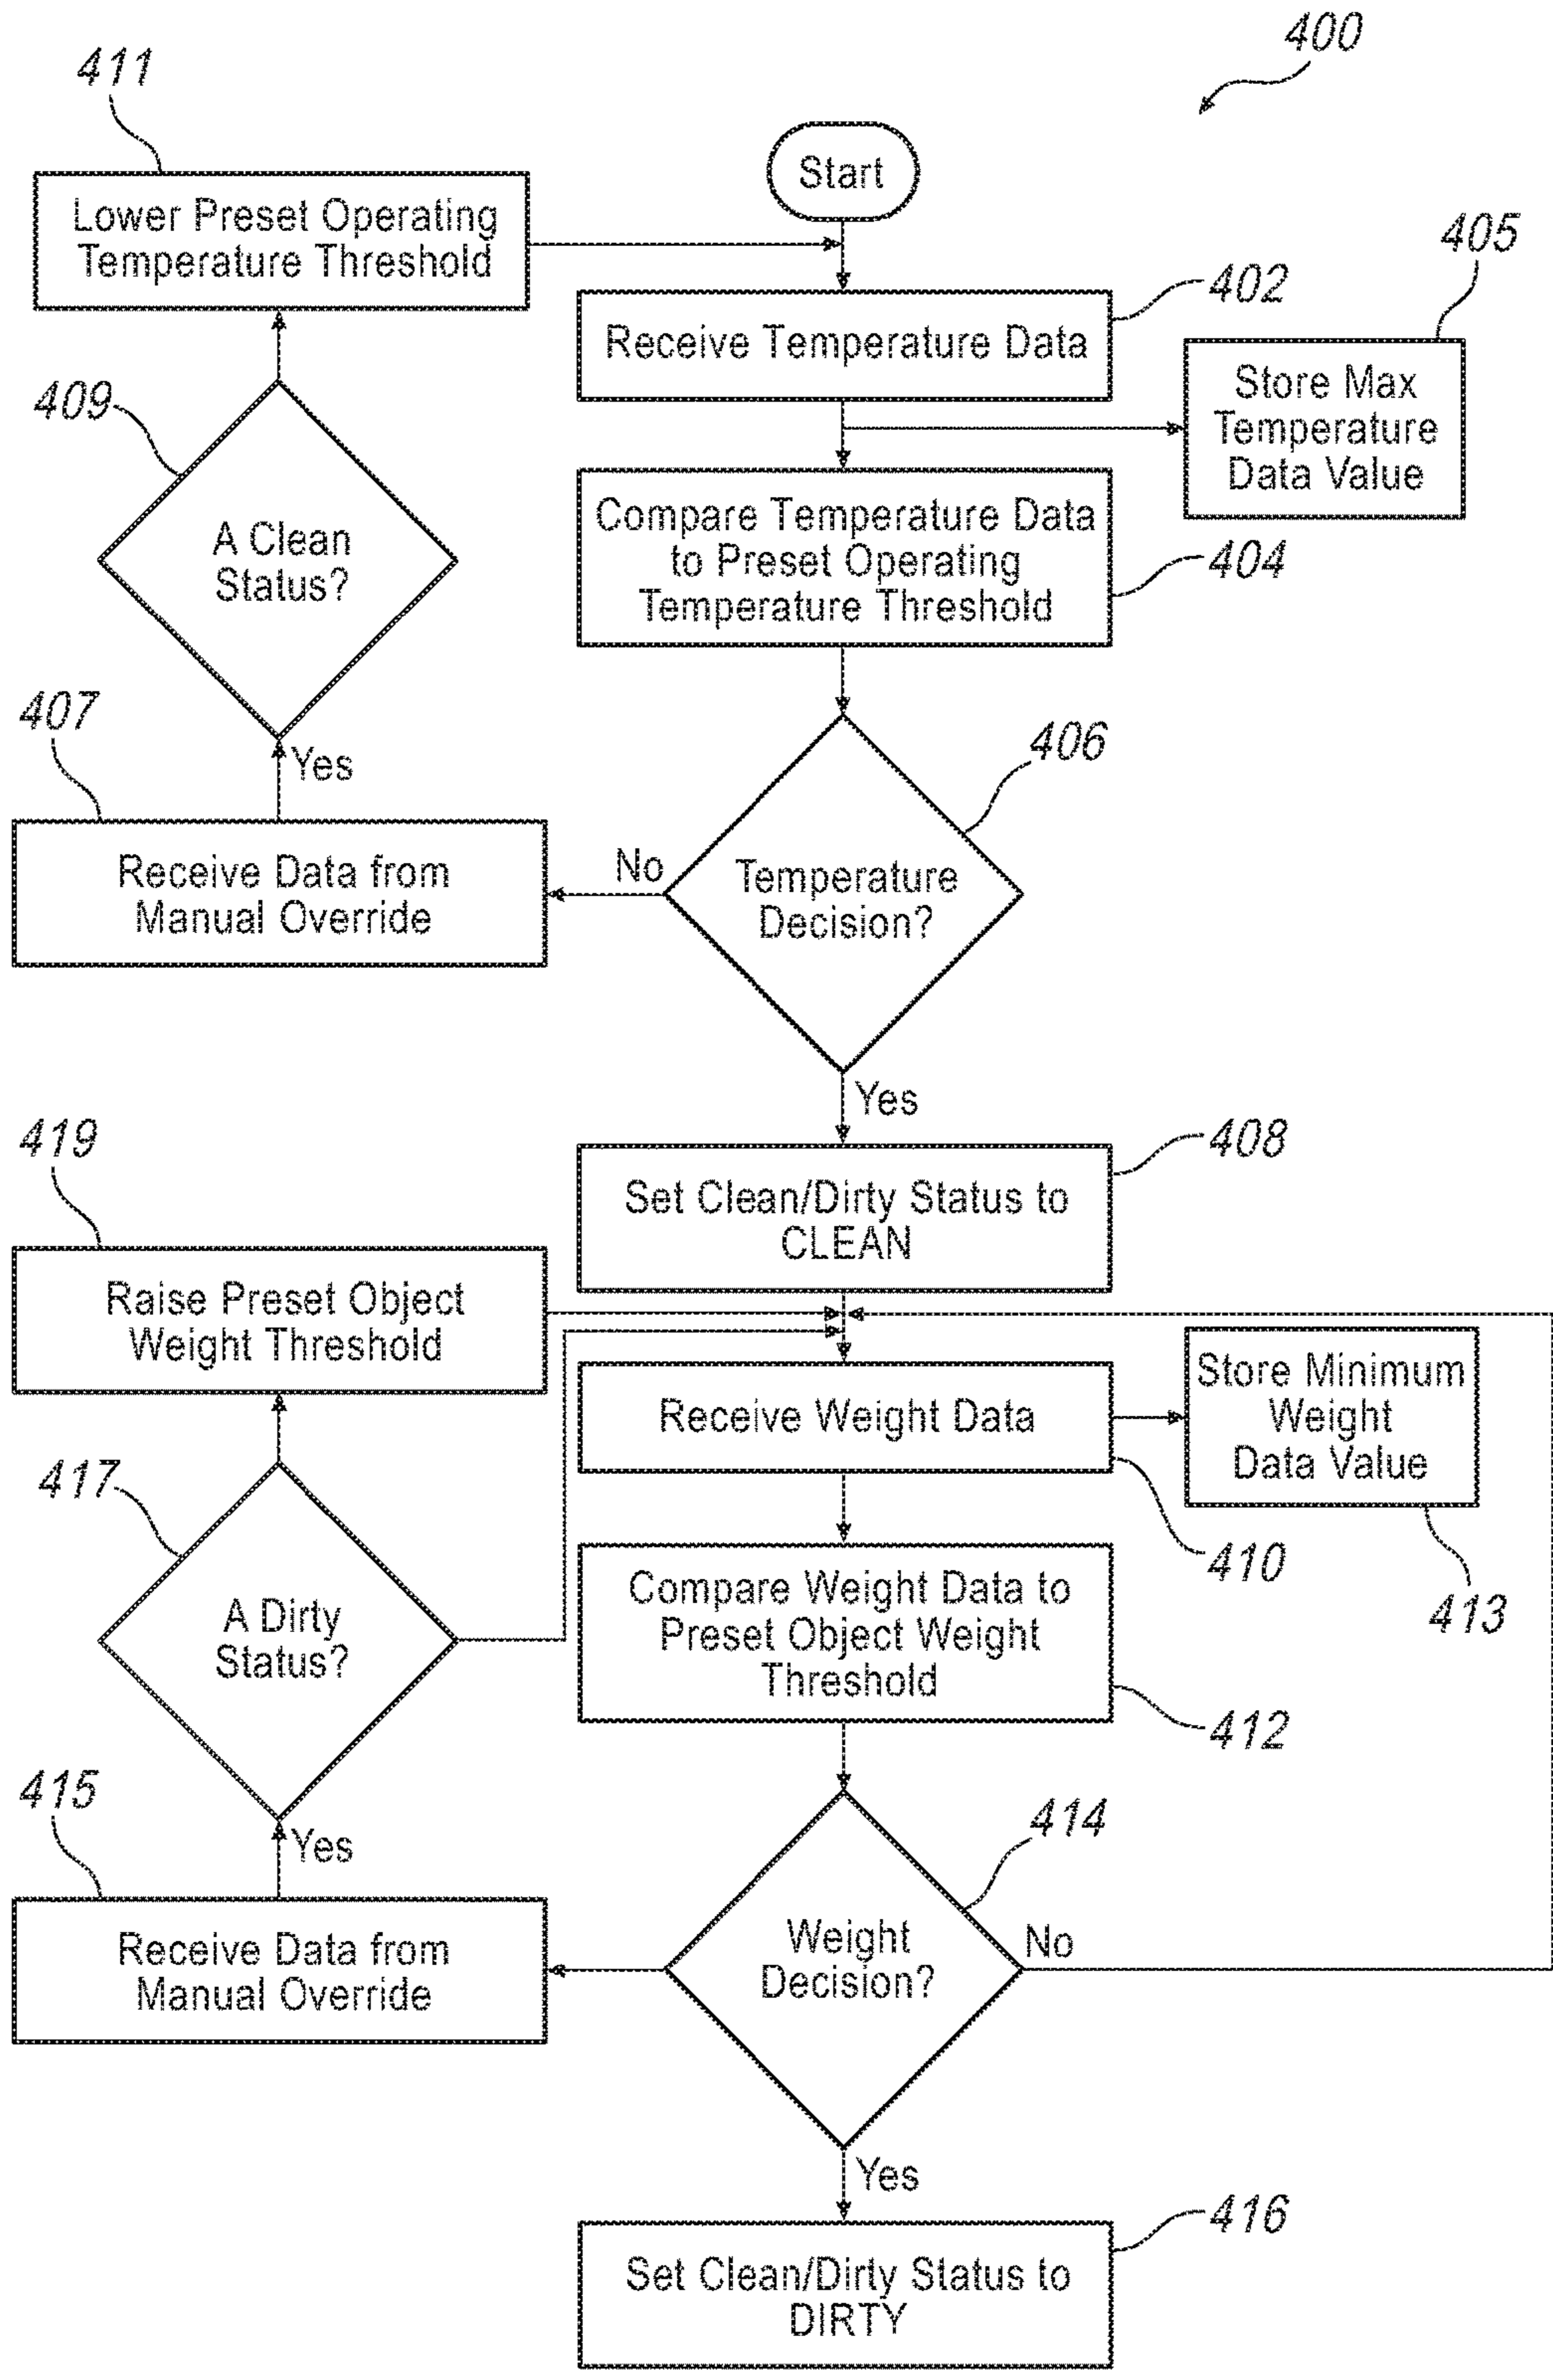 400
411
Start
Lower Preset Operating
Temperature Threshold
405
402
Receive Temperature Data
Store Max
Temperature
Data Value
409
A Clean
Status?
Compare Temperature Data
to Preset Operating
Temperature Threshold
404
407
Yes
406
Receive Data from
Manual Override
No
Temperature
Decision?
Yes
408
Set Clean/Dirty Status to
CLEAN
419
Raise Preset Object
Weight Threshold
Receive Weight Data
Store Minimum
Weight
Data Value
410
413
417
A Dirty
Status?
Compare Weight Data to
Preset Object Weight
Threshold
412
415
Yes
414
Receive Data from
Manual Override
Weight
Decision?
No
Yes
416
Set Clean/Dirty Status to
DIRTY